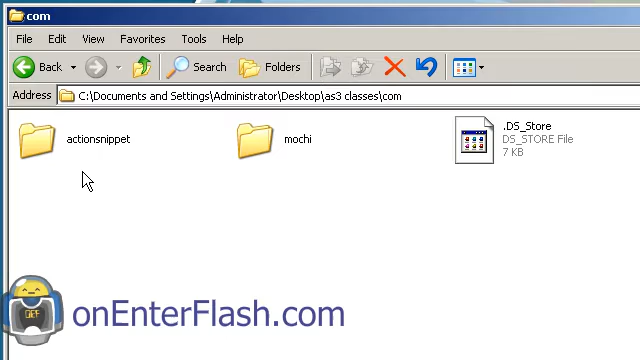 com
File Edit View Favorites Tools Help
Back Search Folders
Address C:\Documents and Settings\Administrator\Desktop\as3 classes\com
actionsnippet mochi .DS_Store
DS_STORE File
7 KB
OEF
onEnterFlash.com